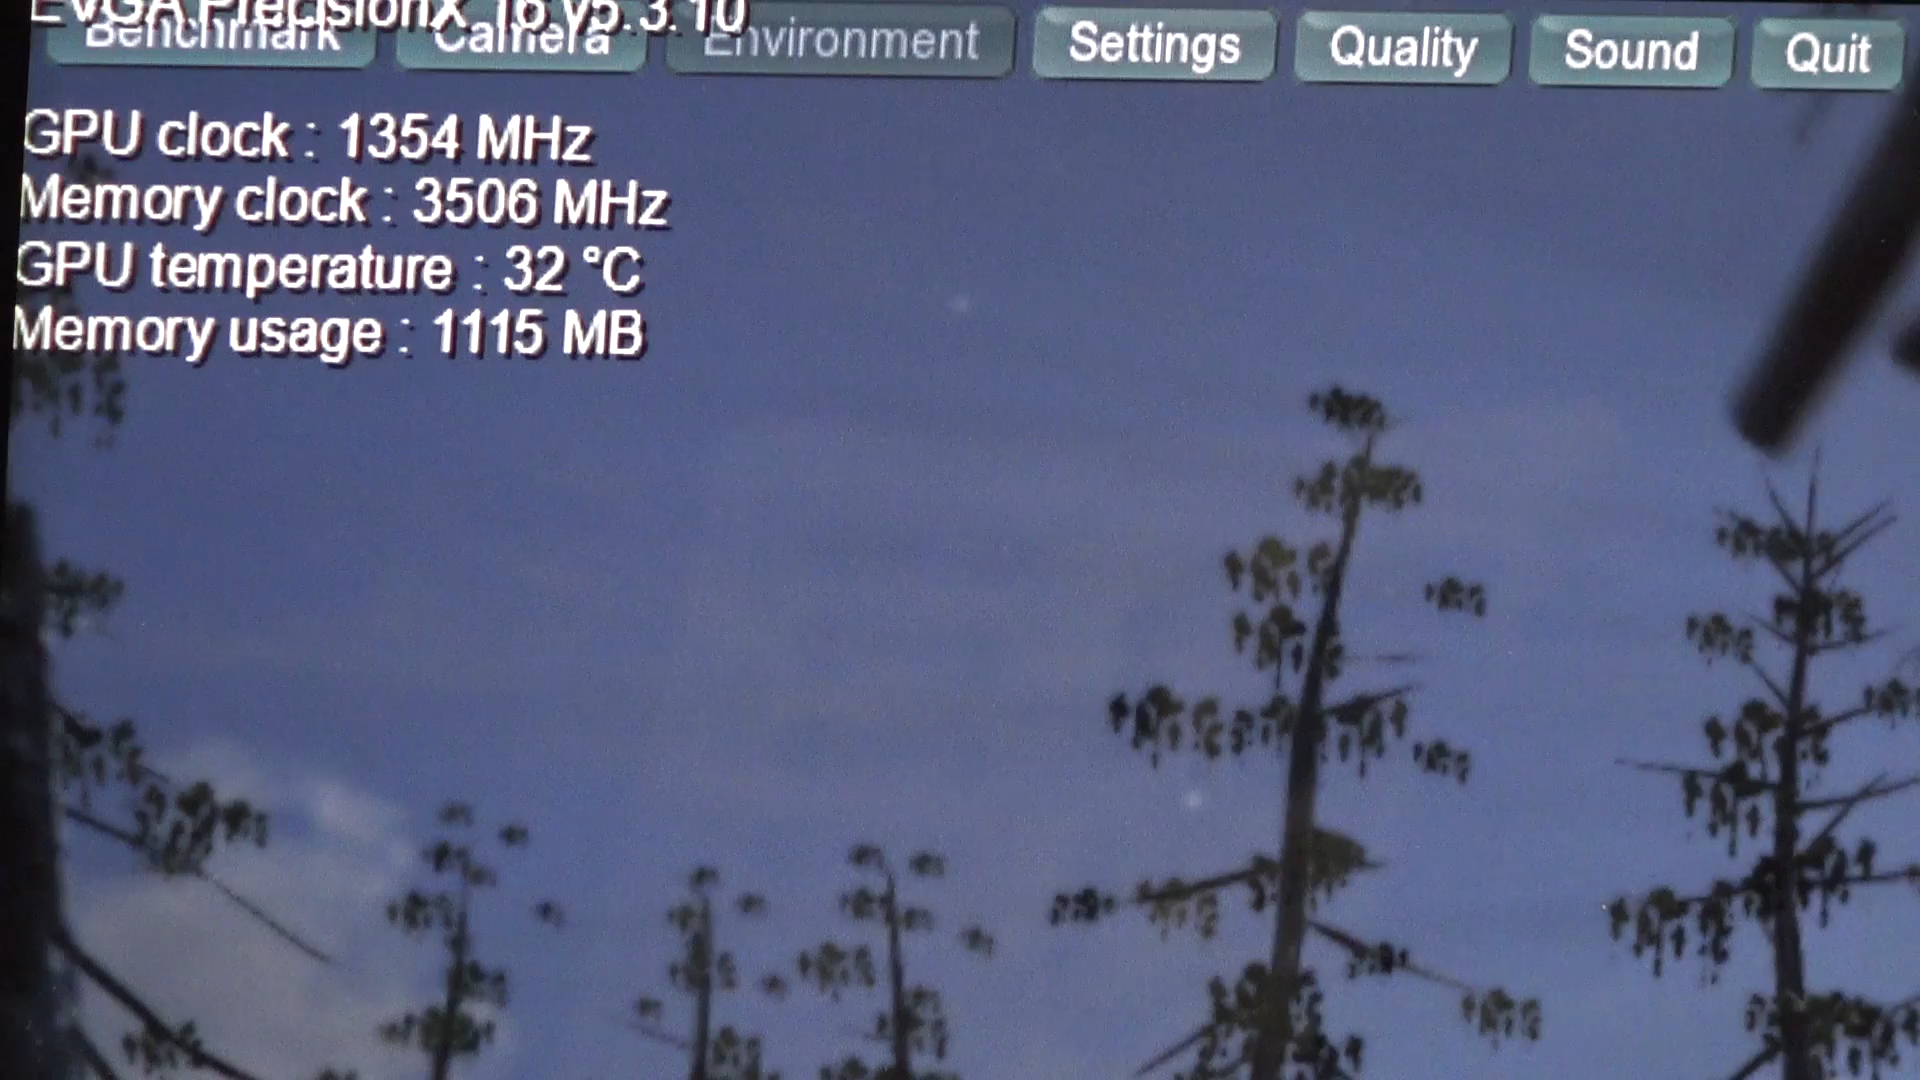 EVGA PrecisionX 16 v5.3.10
Benchmark Camera Environment Settings Quality Sound Quit
GPU clock : 1354 MHz
Memory clock : 3506 MHz
GPU temperature : 32 °C
Memory usage : 1115 MB